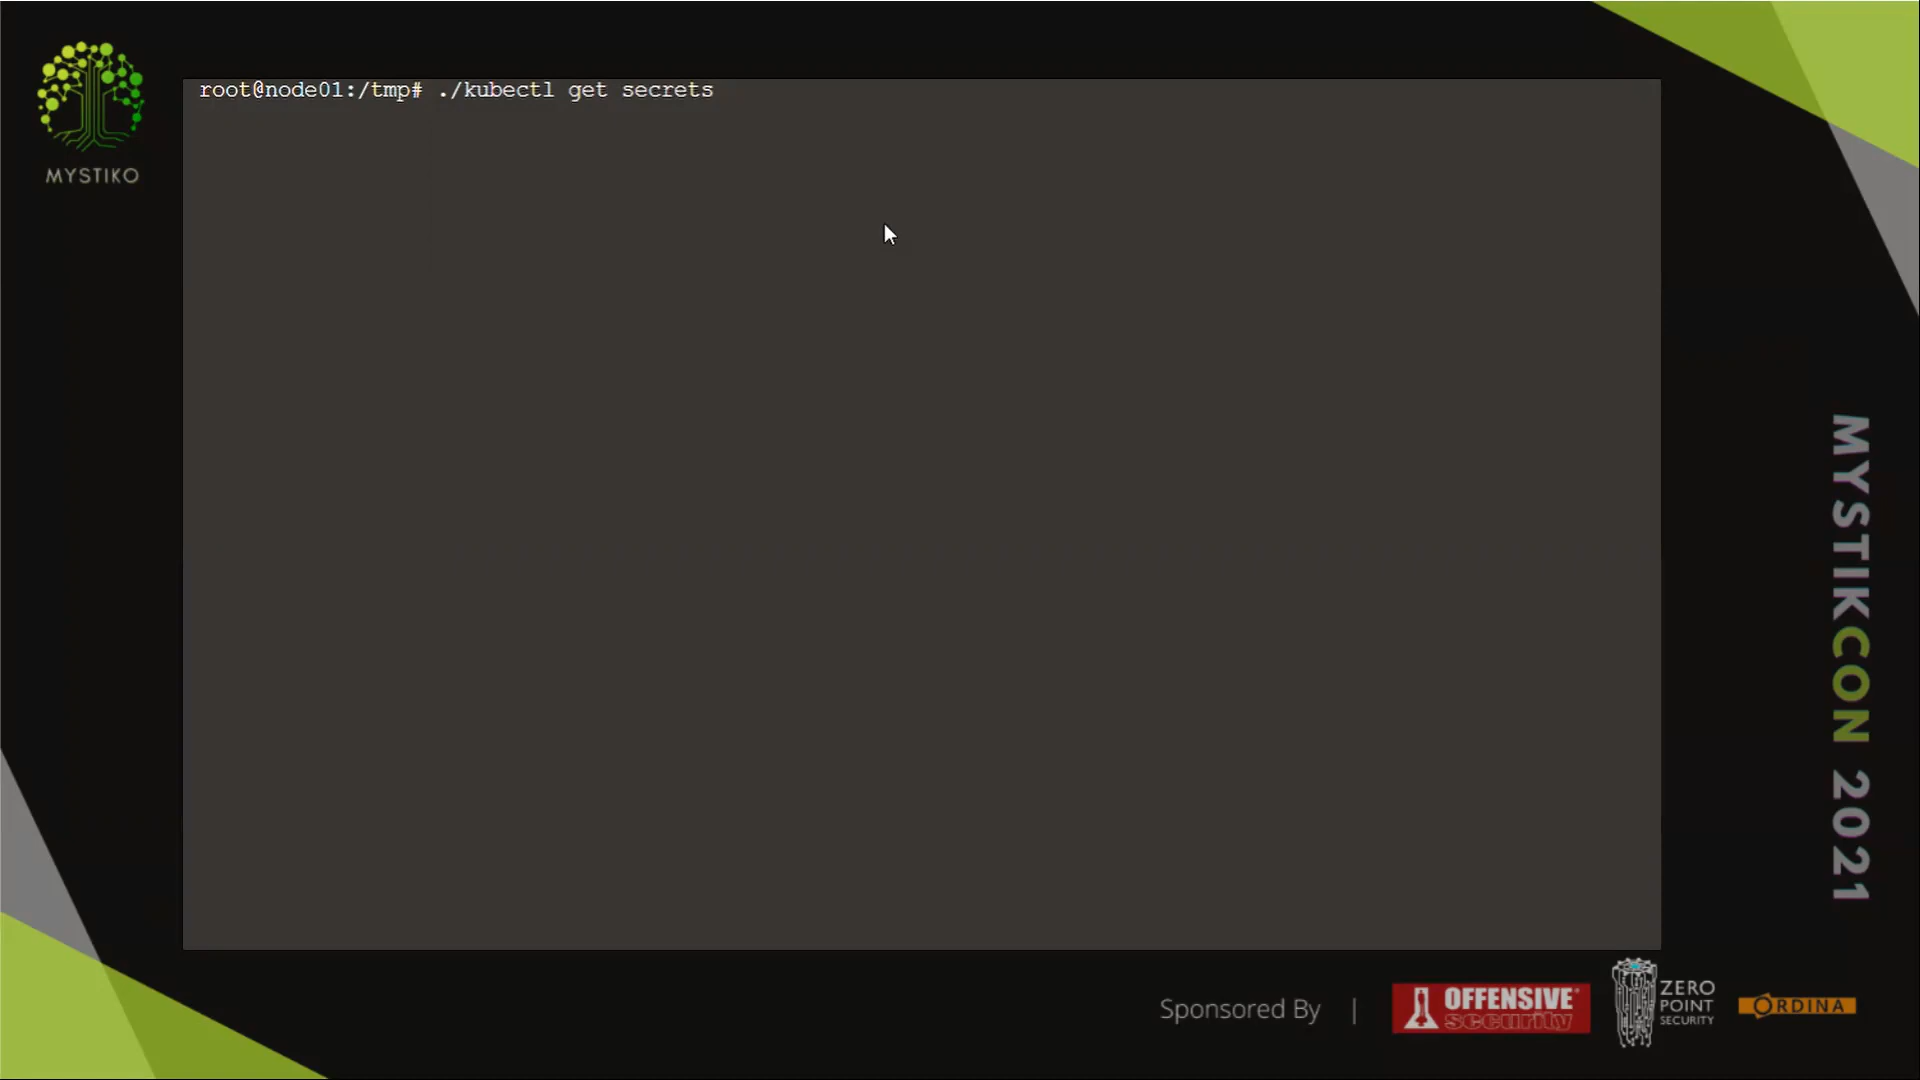 MYSTIKO
root@node01:/tmp# ./kubectl get secrets
MYSTIKCON 2021
Sponsored By |
OFFENSIVE
security
ZERO
POINT
SECURITY
ORDINA